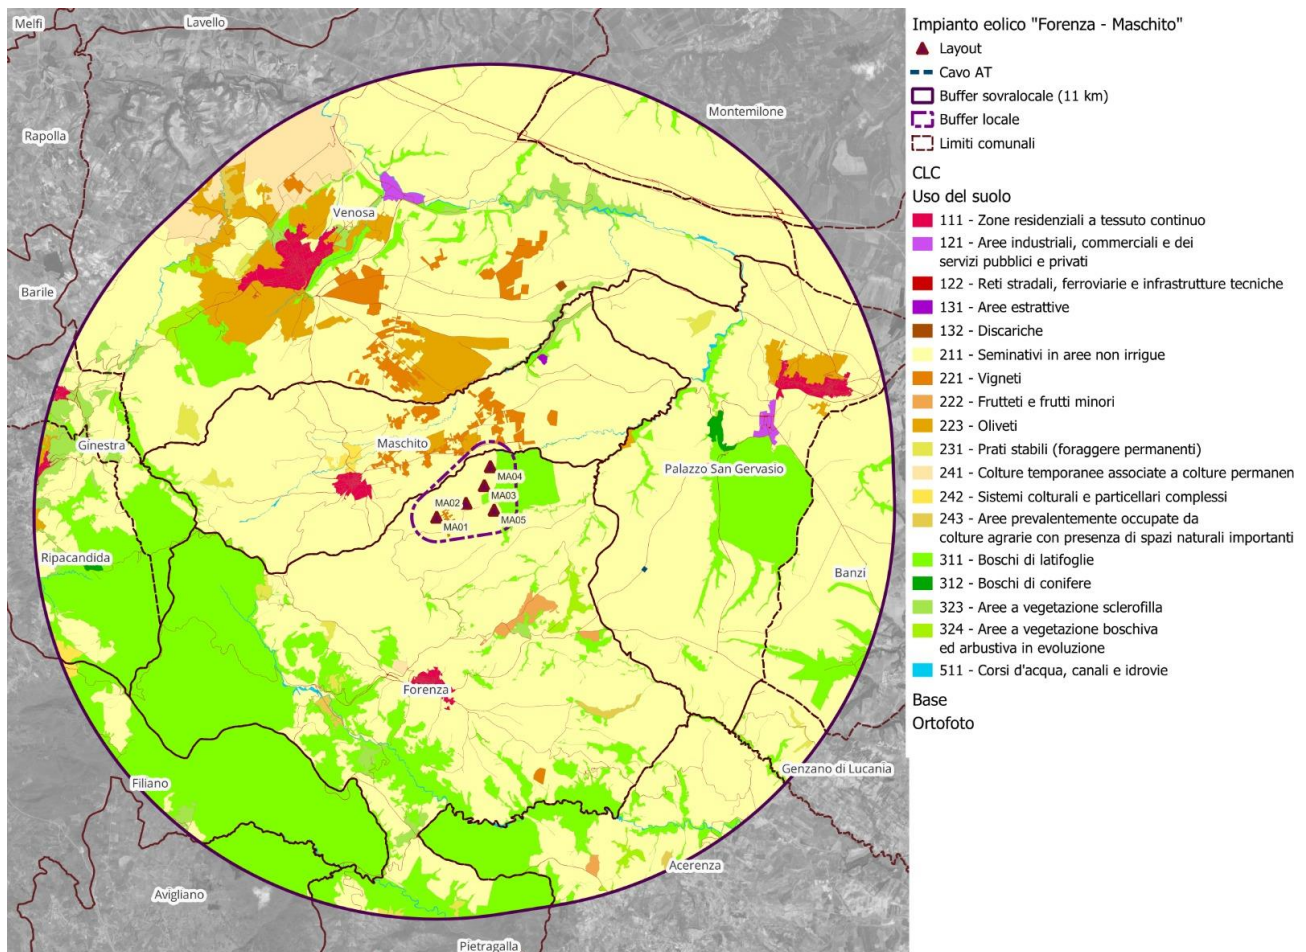 Impianto eolico "Forenza - Maschito"
Layout
Cavo AT
Buffer sovralocale (11 km)
Buffer locale
Limiti comunali
CLC
Uso del suolo
111 - Zone residenziali a tessuto continuo
121 - Aree industriali, commerciali e dei
servizi pubblici e privati
122 - Reti stradali, ferroviarie e infrastrutture tecniche
131 - Aree estrattive
132 - Discariche
211 - Seminativi in aree non irrigue
221 - Vigneti
222 - Frutteti e frutti minori
223 - Oliveti
231 - Prati stabili (foraggere permanenti)
241 - Colture temporanee associate a colture permanen
242 - Sistemi colturali e particellari complessi
243 - Aree prevalentemente occupate da
colture agrarie con presenza di spazi naturali importanti
311 - Boschi di latifoglie
312 - Boschi di conifere
323 - Aree a vegetazione sclerofilla
324 - Aree a vegetazione boschiva
ed arbustiva in evoluzione
511 - Corsi d'acqua, canali e idrovie
Base
Ortofoto
Melfi
Lavello
Montemilone
Rapolla
Venosa
Barile
Ginestra
Maschito
Palazzo San Gervasio
MA04
MA03
MA02
MA05
MA01
Ripacandida
Banzi
Forenza
Genzano di Lucania
Filiano
Acerenza
Avigliano
Pietragalla